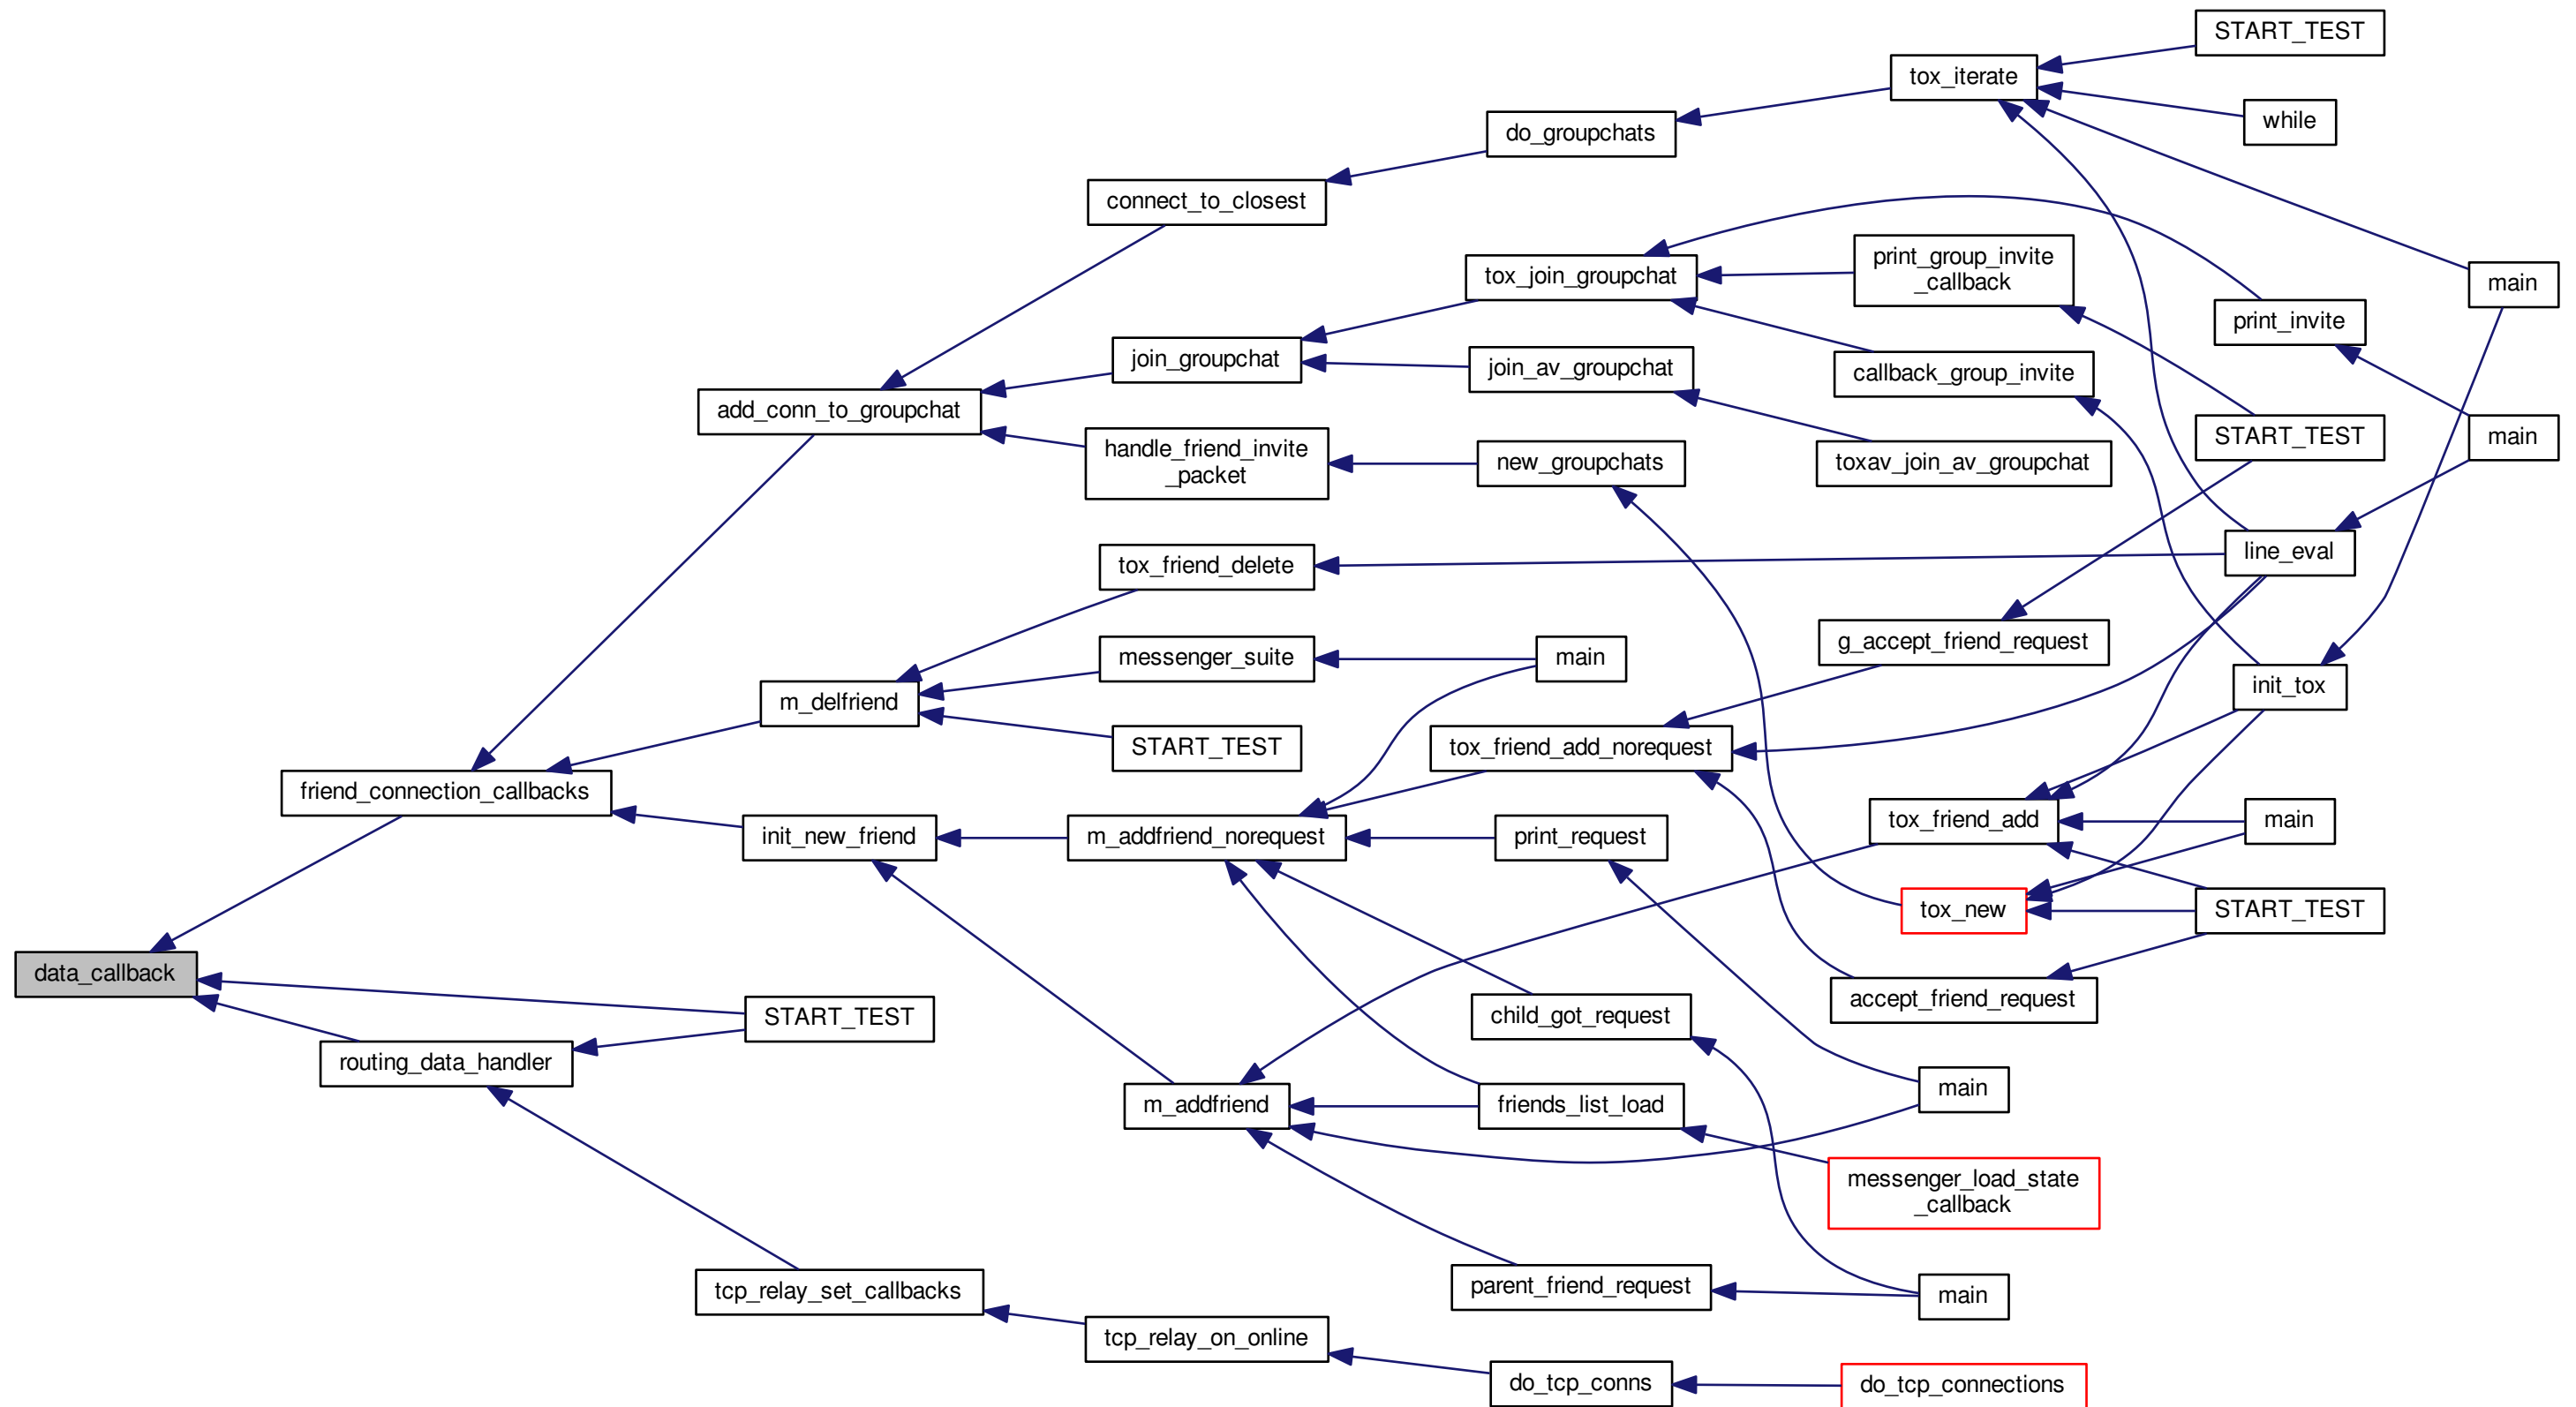 START_TEST
tox_iterate
while
do_groupchats
connect_to_closest
print_group_invite
_callback
tox_join_groupchat
main
print_invite
join_groupchat
join_av_groupchat
callback_group_invite
add_conn_to_groupchat
START_TEST
main
handle_friend_invite
_packet
new_groupchats
toxav_join_av_groupchat
tox_friend_delete
line_eval
g_accept_friend_request
messenger_suite
main
init_tox
m_delfriend
START_TEST
tox_friend_add_norequest
friend_connection_callbacks
tox_friend_add
main
init_new_friend
m_addfriend_norequest
print_request
tox_new
START_TEST
data_callback
accept_friend_request
START_TEST
child_got_request
routing_data_handler
m_addfriend
friends_list_load
main
messenger_load_state
_callback
tcp_relay_set_callbacks
parent_friend_request
main
tcp_relay_on_online
do_tcp_conns
do_tcp_connections